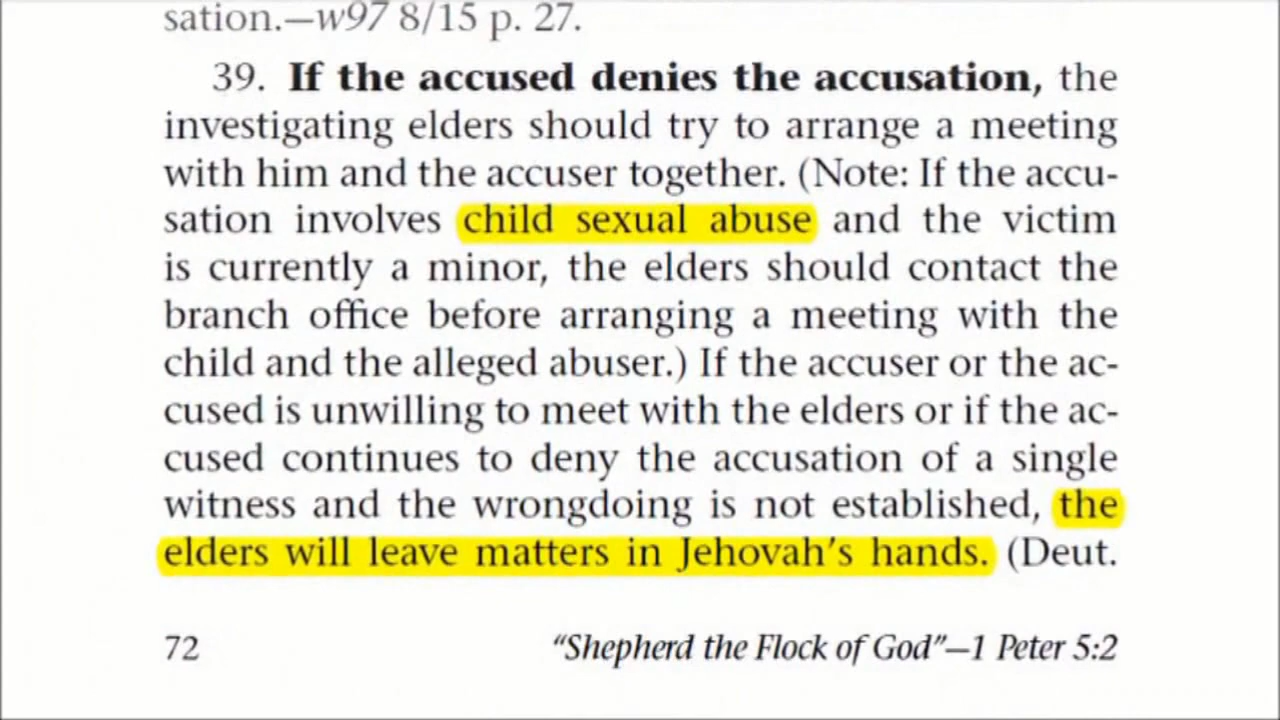 sation.—w97 8/15 p. 27.
39. If the accused denies the accusation, the
investigating elders should try to arrange a meeting
with him and the accuser together. (Note: If the accu-
sation involves child sexual abuse and the victim
is currently a minor, the elders should contact the
branch office before arranging a meeting with the
child and the alleged abuser.) If the accuser or the ac-
cused is unwilling to meet with the elders or if the ac-
cused continues to deny the accusation of a single
witness and the wrongdoing is not established, the
elders will leave matters in Jehovah's hands. (Deut.
72 "Shepherd the Flock of God"—1 Peter 5:2